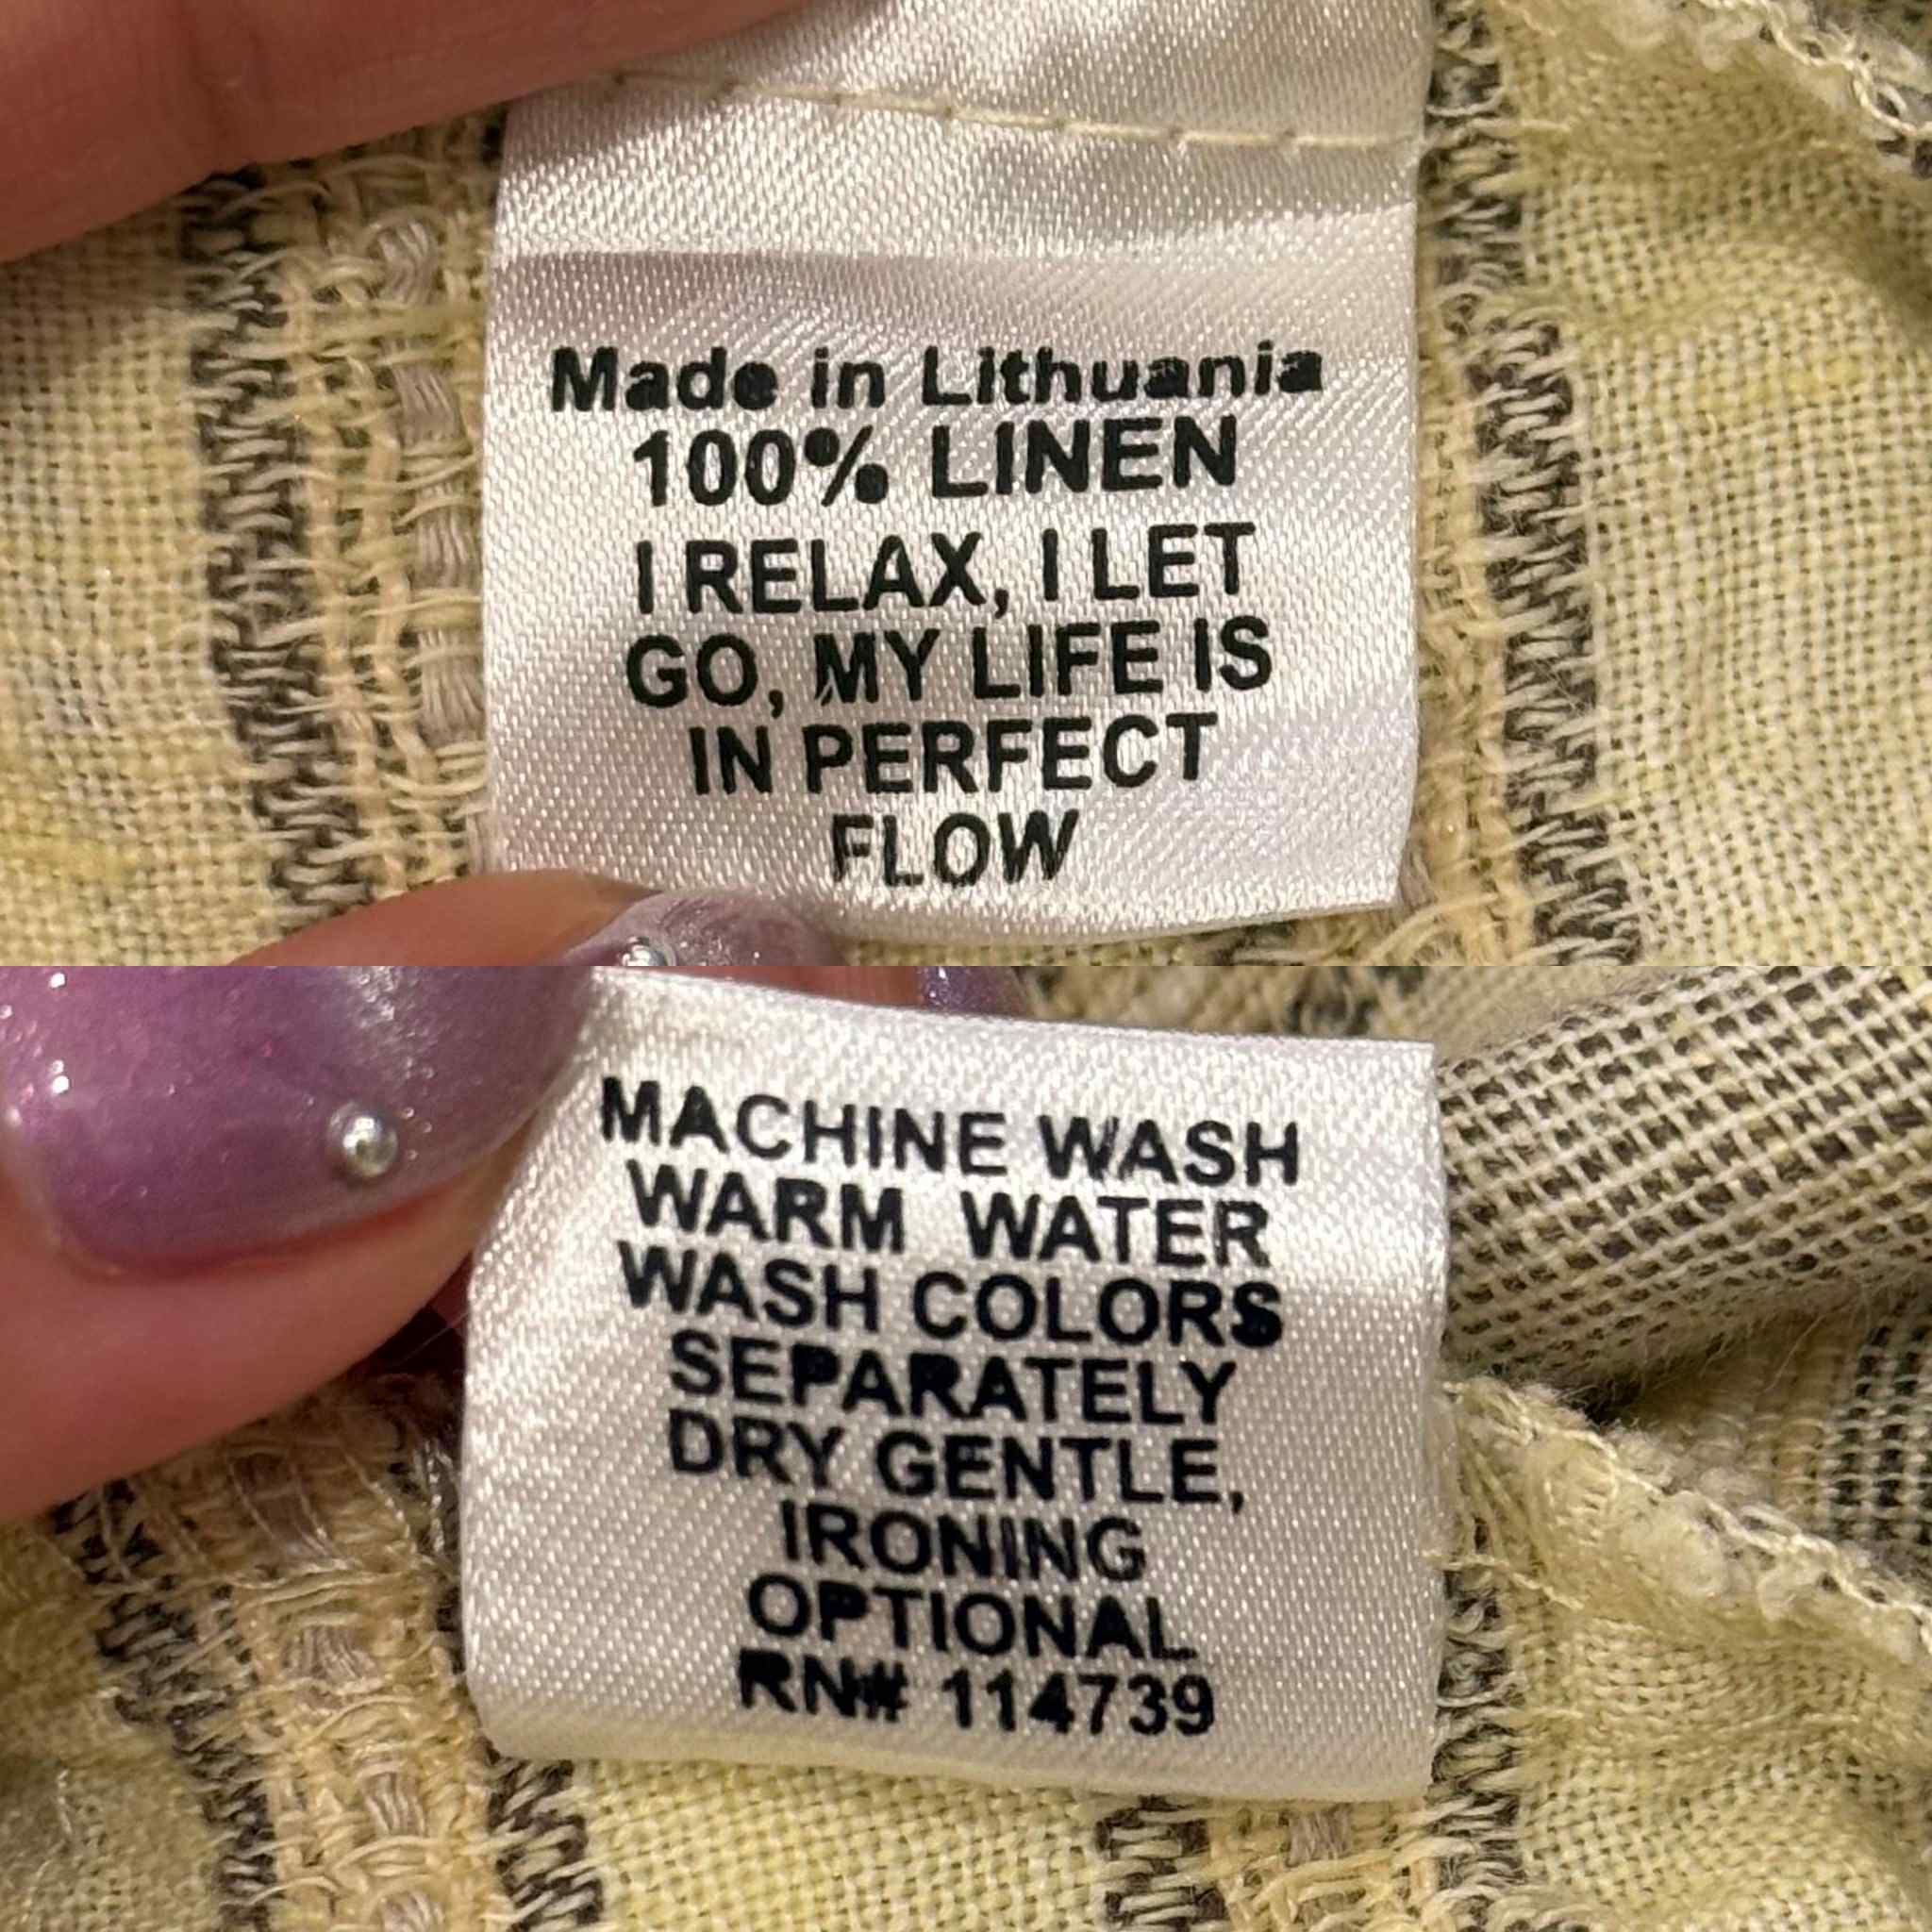 Made in Lithuania
100% LINEN
I RELAX, I LET
GO, MY LIFE IS
IN PERFECT
FLOW
MACHINE WASH
WARM WATER
WASH COLORS
SEPARATELY
DRY GENTLE,
IRONING
OPTIONAL
RN# 114739